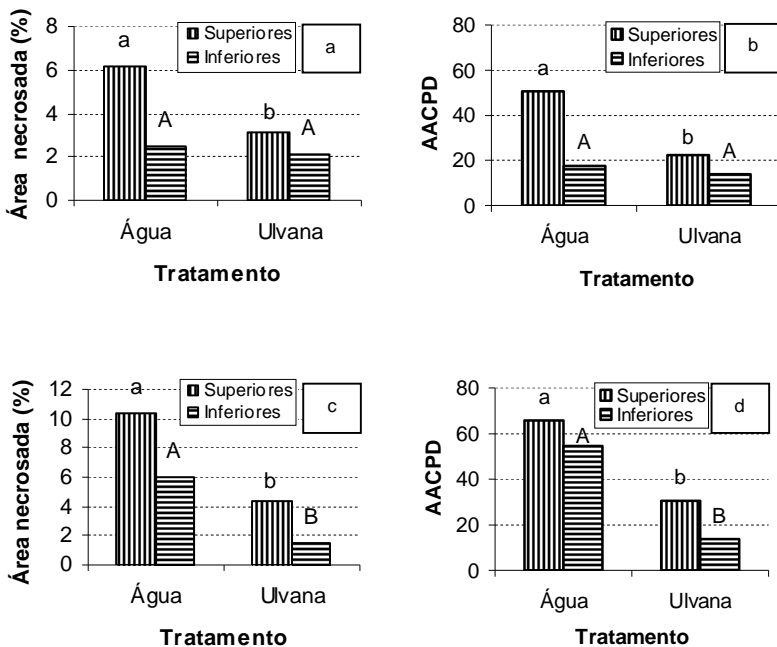 Área necrosada (%)
8
6
4
2
0
a
A
b
A
Superiores
Inferiores
a
Água
Ulvana
Tratamento
AACPD
80
60
40
20
0
a
A
b
A
Superiores
Inferiores
b
Água
Ulvana
Tratamento
Área necrosada (%)
12
10
8
6
4
2
0
a
A
b
B
Superiores
Inferiores
c
Água
Ulvana
Tratamento
AACPD
80
60
40
20
0
a
A
b
B
Superiores
Inferiores
d
Água
Ulvana
Tratamento